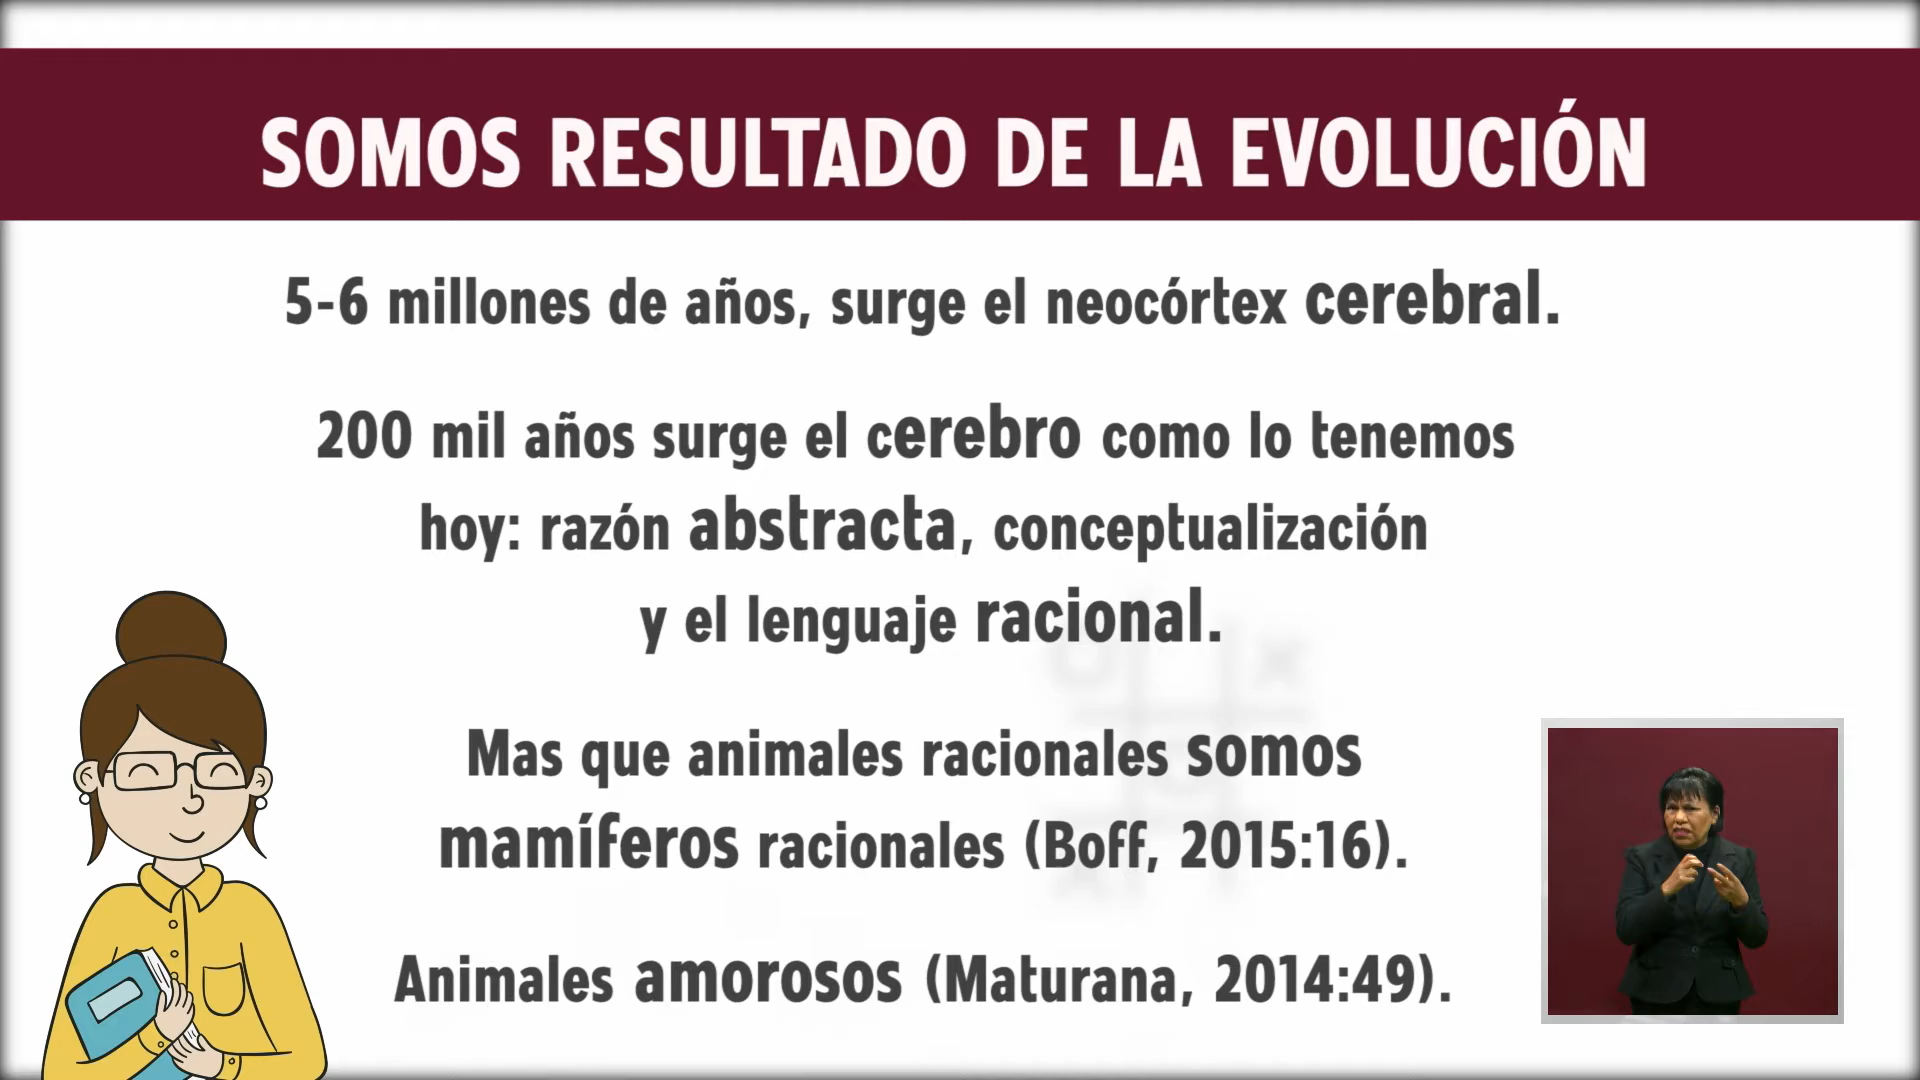 SOMOS RESULTADO DE LA EVOLUCIÓN
5-6 millones de años, surge el neocórtex cerebral.
200 mil años surge el cerebro como lo tenemos
hoy: razón abstracta, conceptualización
y el lenguaje racional.
Mas que animales racionales somos
mamíferos racionales (Boff, 2015:16).
Animales amorosos (Maturana, 2014:49).